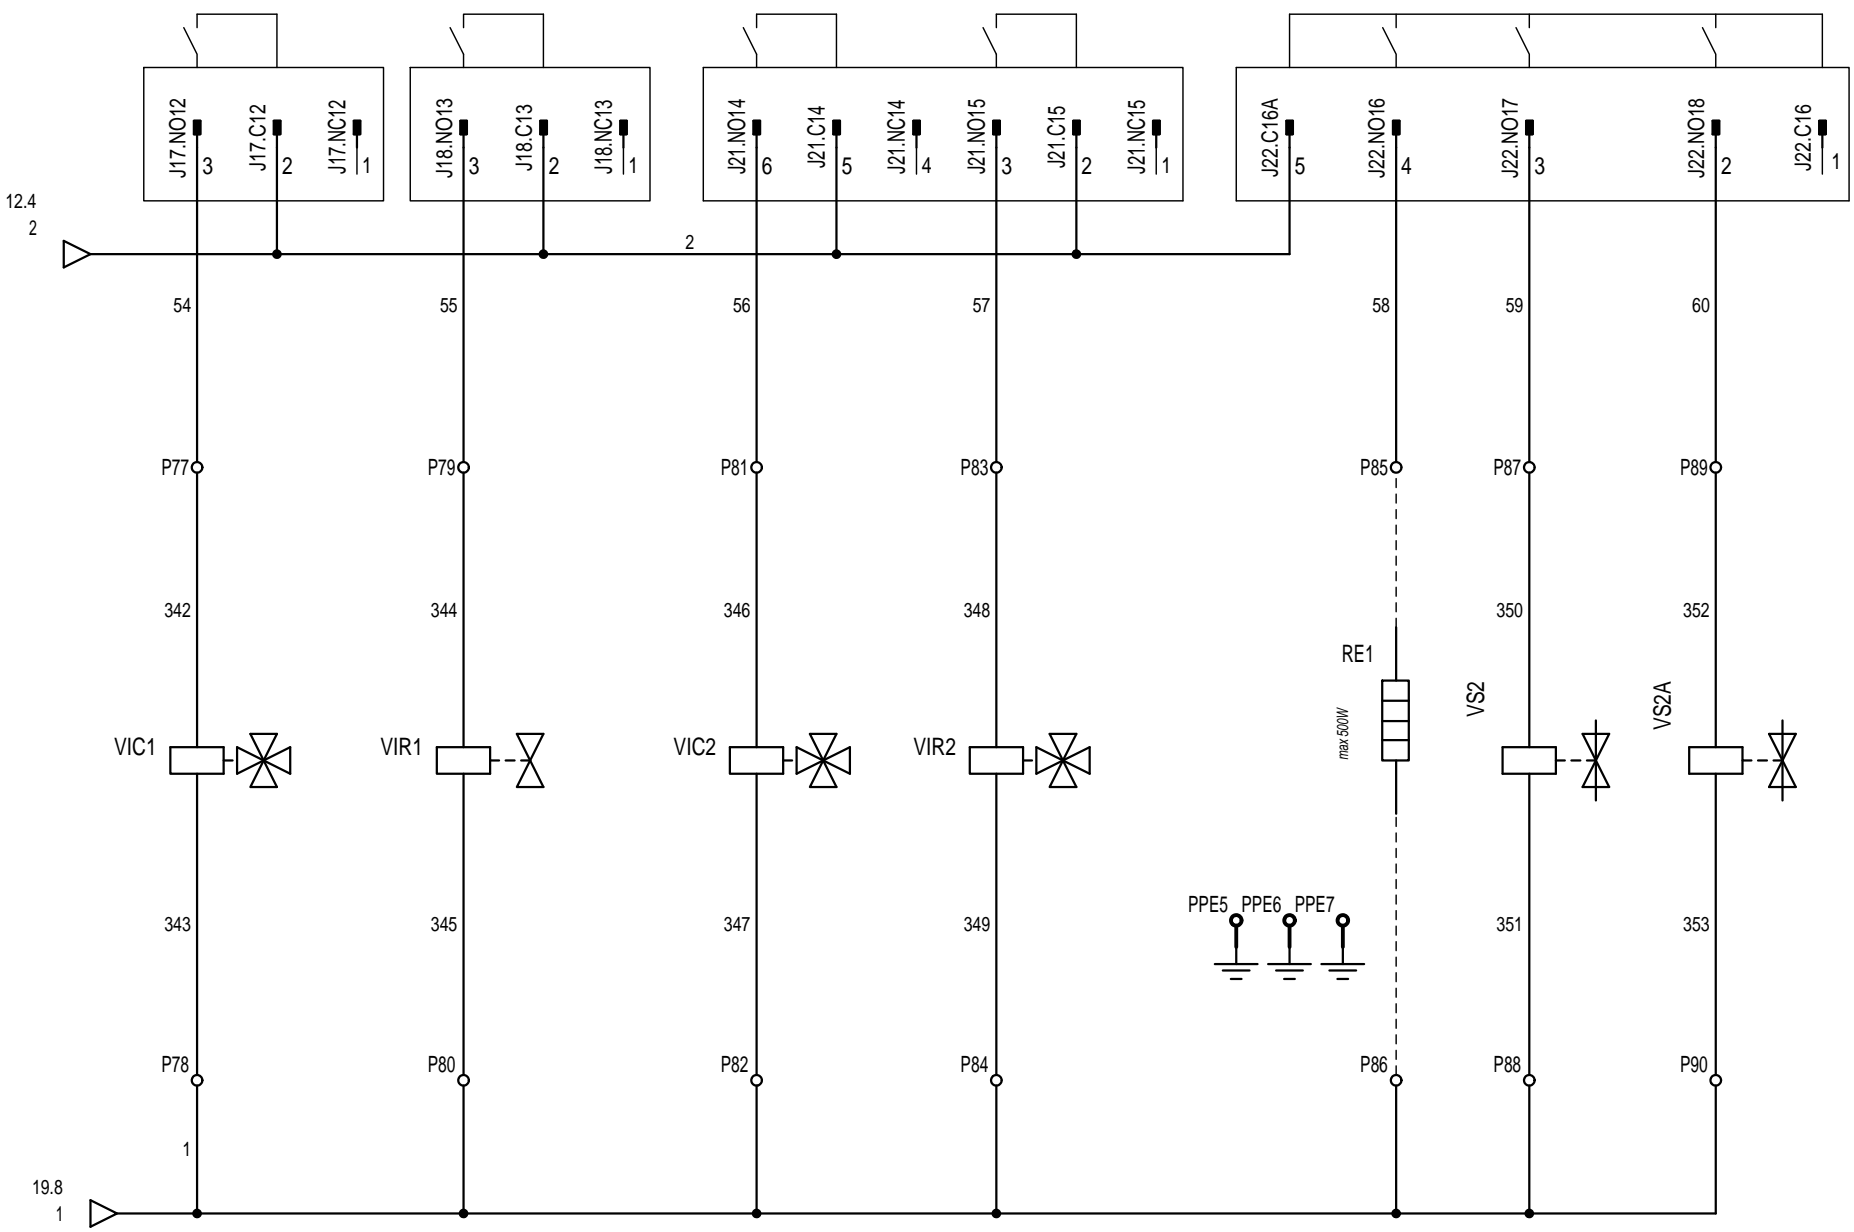 J17.NO12
3
J17.C12
2
J17.NC12
1
J18.NO13
3
J18.C13
2
J18.NC13
1
J21.NO14
6
J21.C14
5
J21.NC14
4
J21.NO15
3
J21.C15
2
J21.NC15
1
J22.C16A
5
J22.NO16
4
J22.NO17
3
J22.NO18
2
J22.C16
1
12.4
2
2
54
55
56
57
58
59
60
P77
P79
P81
P83
P85
P87
P89
342
344
346
348
350
352
RE1
max 500W
VS2
VS2A
VIC1
VIR1
VIC2
VIR2
PPE5 PPE6 PPE7
343
345
347
349
351
353
P78
P80
P82
P84
P86
P88
P90
1
19.8
1